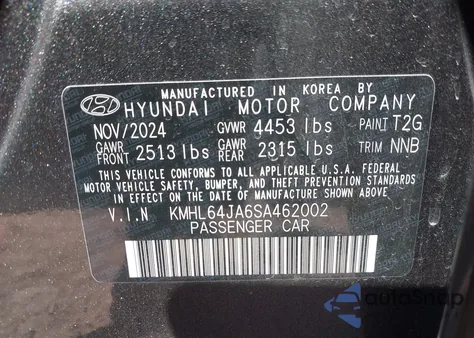 MANUFACTURED IN KOREA BY
HYUNDAI MOTOR COMPANY
NOV/2024 GVWR 4453 lbs PAINT T2G
GAWR FRONT 2513 lbs GAWR REAR 2315 lbs TRIM NNB
THIS VEHICLE CONFORMS TO ALL APPLICABLE U.S.A. FEDERAL
MOTOR VEHICLE SAFETY, BUMPER, AND THEFT PREVENTION STANDARDS
IN EFFECT ON THE DATE OF MANUFACTURE SHOWN ABOVE.
V.I.N KMHL64JA6SA462002
PASSENGER CAR
autoSnap